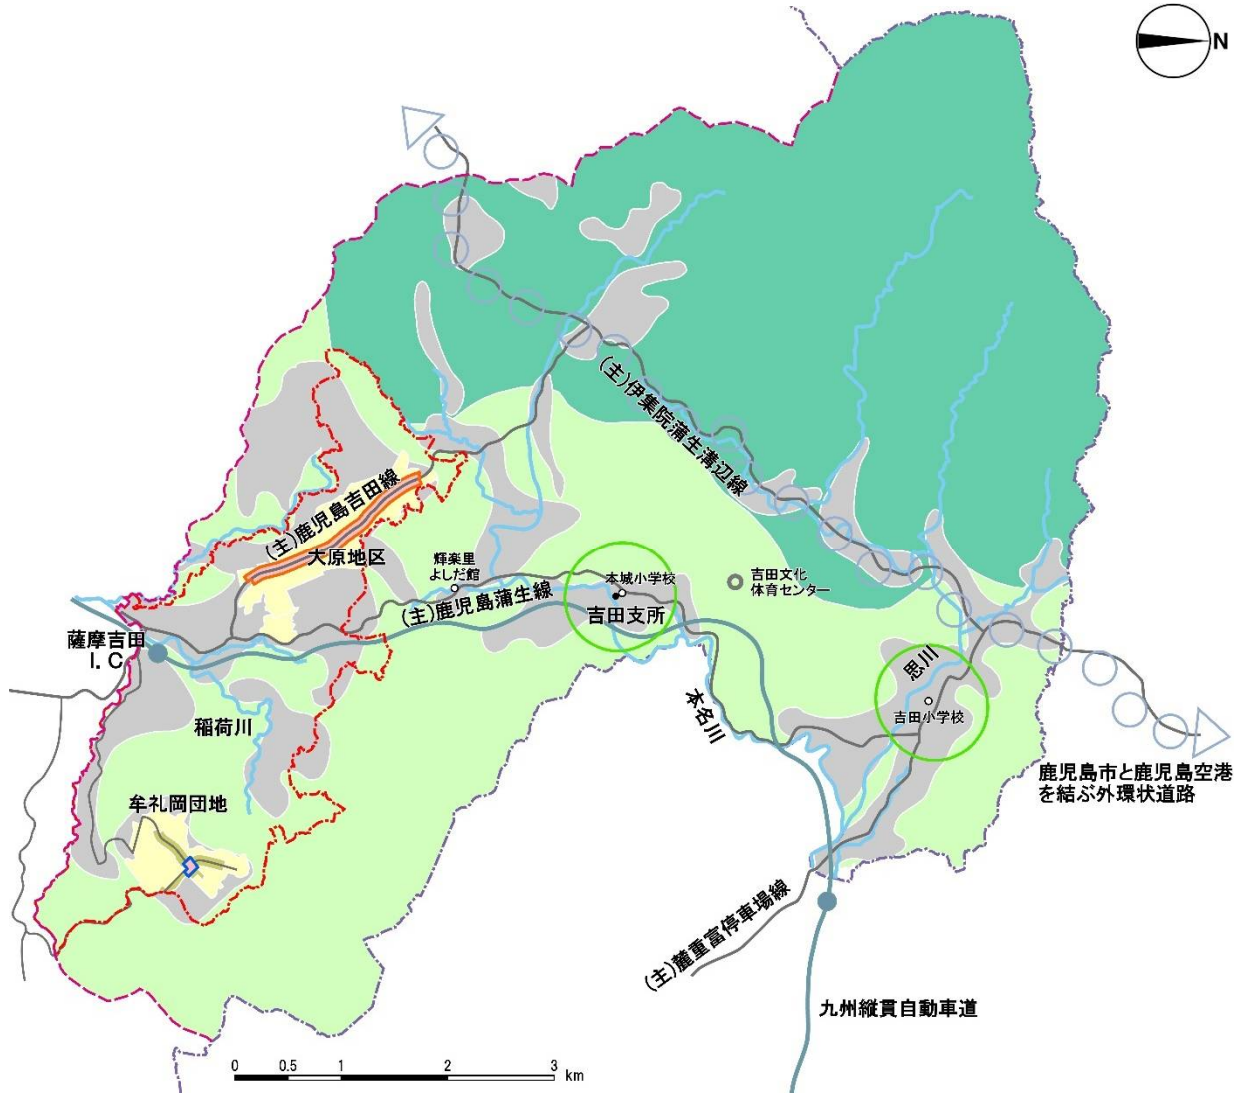 N
(主)伊集院蒲生溝辺線
(主)鹿児島吉田線
大原地区
輝楽里
よしだ館
本城小学校
吉田文化
体育センター
(主)鹿児島蒲生線
吉田支所
薩摩吉田
I. C
思川
吉田小学校
本名川
稲荷川
鹿児島市と鹿児島空港
を結ぶ外環状道路
牟礼岡団地
(主)麓重富停車場線
九州縦貫自動車道
0 0.5 1 2 3
km